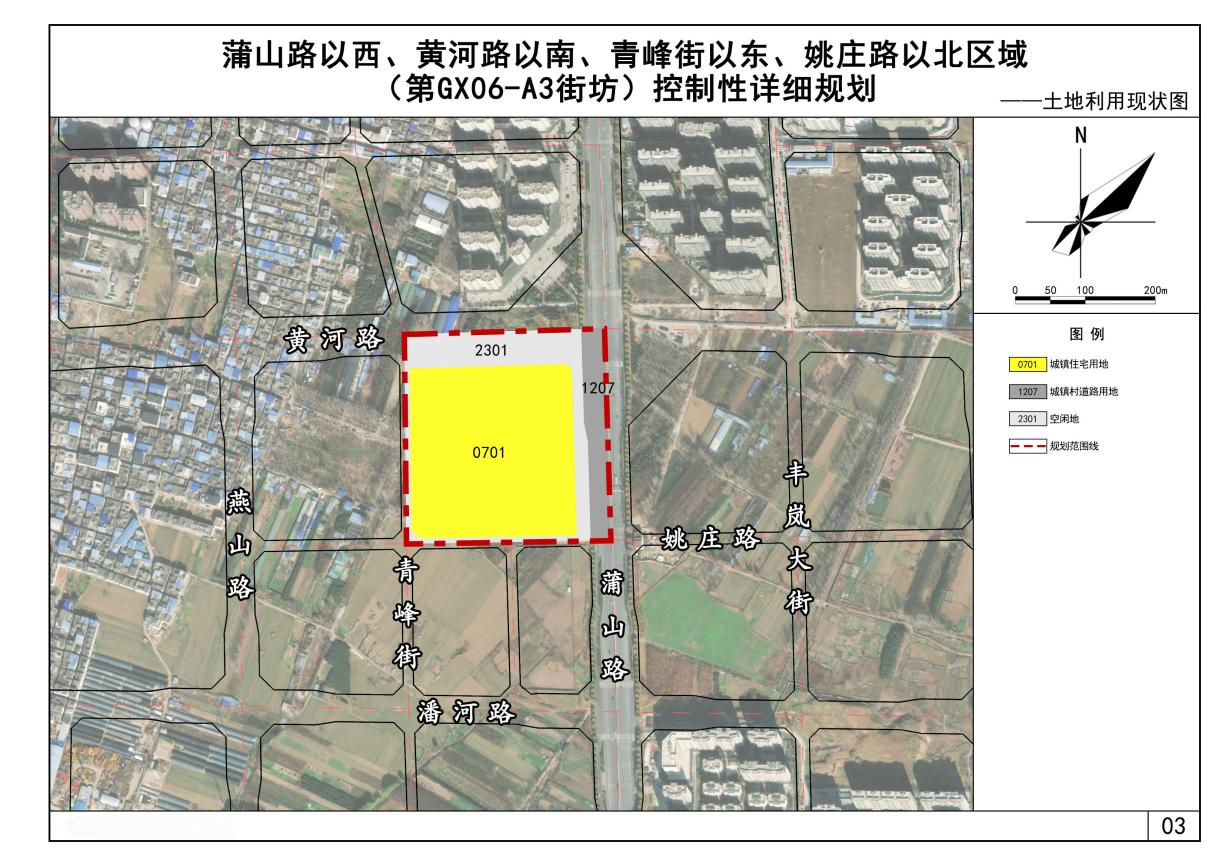 蒲山路以西、黄河路以南、青峰街以东、姚庄路以北区域
（第GX06-A3街坊）控制性详细规划
——土地利用现状图
N
0 50 100 200m
图 例
0701 城镇住宅用地
1207 城镇村道路用地
2301 空闲地
规划范围线
黄河路
2301
1207
0701
燕山路
青峰街
蒲山路
姚庄路
丰岚大街
潘河路
03